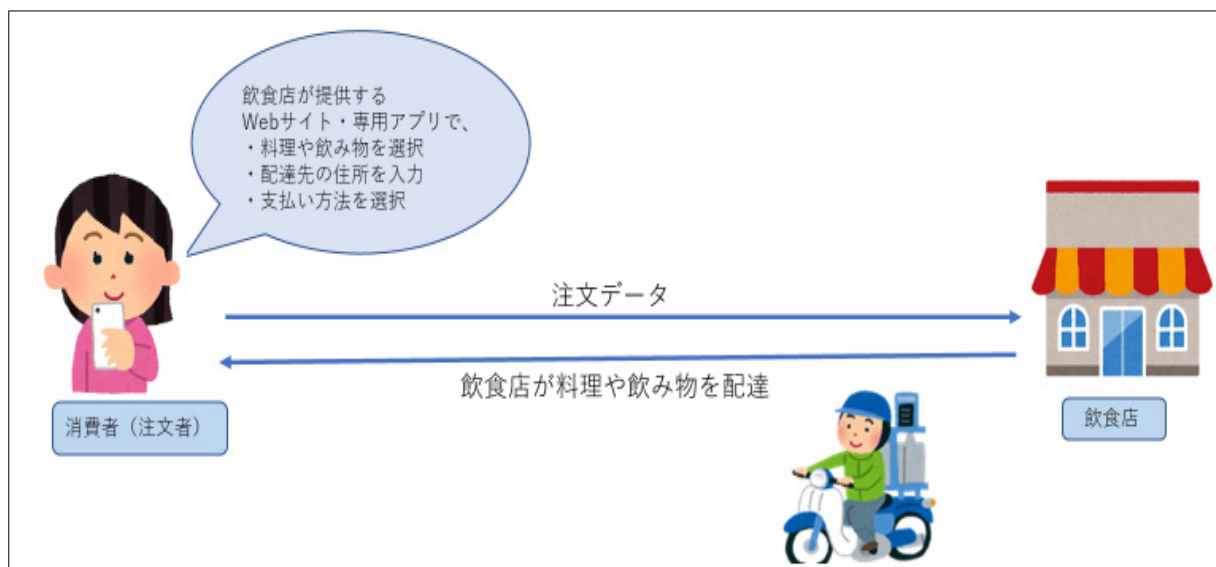 飲食店が提供する
Webサイト・専用アプリで、
・料理や飲み物を選択
・配達先の住所を入力
・支払い方法を選択
注文データ
飲食店が料理や飲み物を配達
消費者（注文者）
飲食店